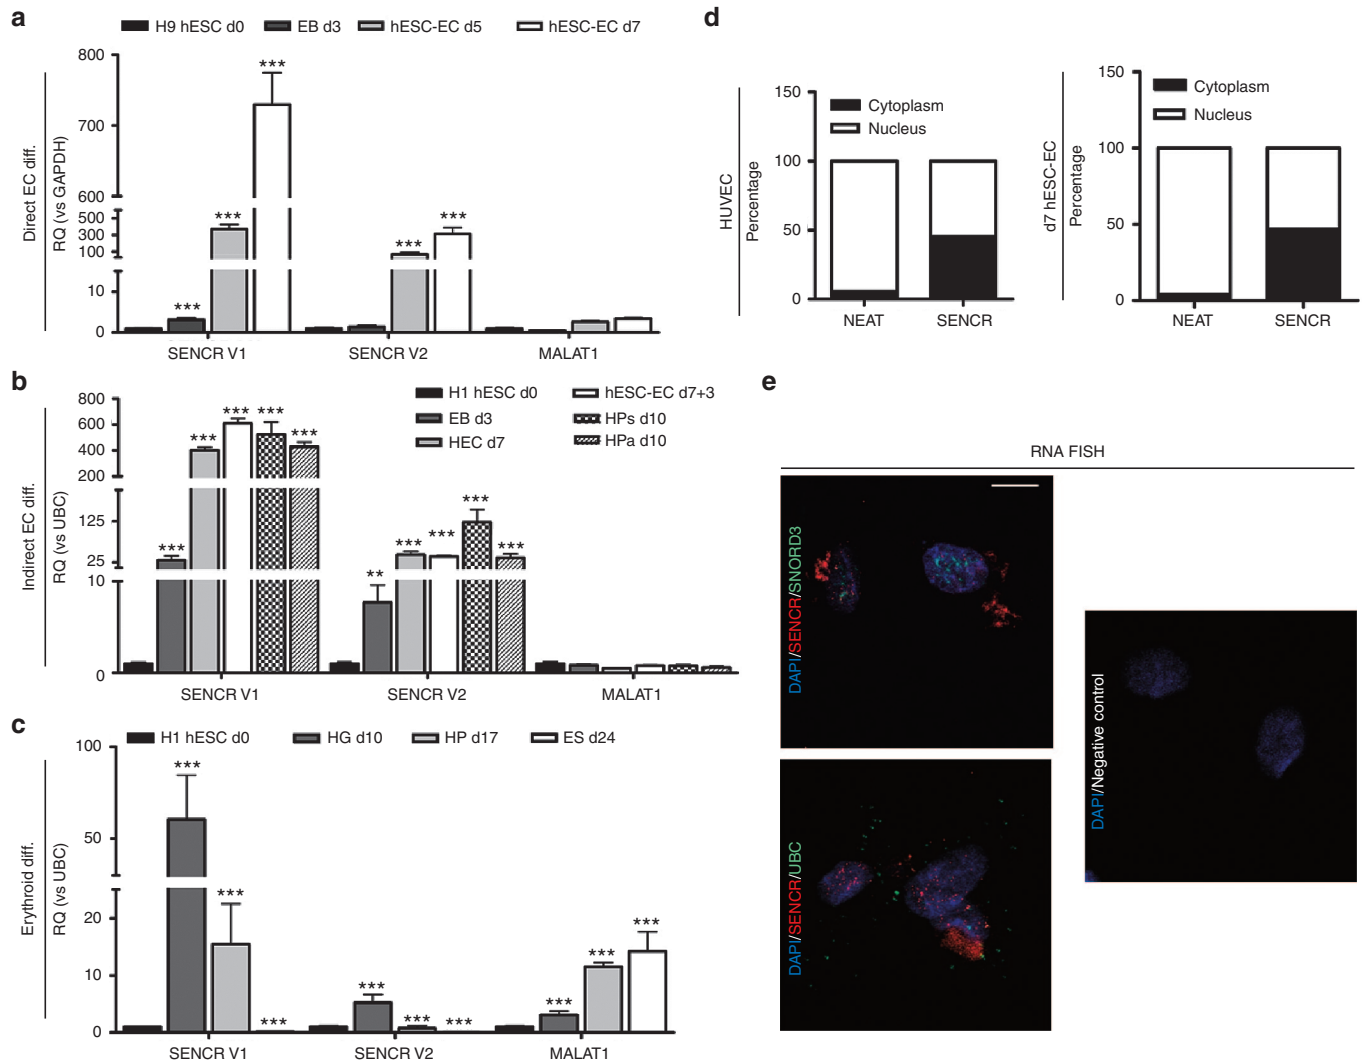 a
H9 hESC d0
EB d3
hESC-EC d5
hESC-EC d7
Direct EC diff.
RQ (vs GAPDH)
800
700
600
500
300
100
10
0
***
***
***
***
***
SENCR V1
SENCR V2
MALAT1
b
H1 hESC d0
EB d3
HEC d7
hESC-EC d7+3
HPs d10
HPa d10
Indirect EC diff.
RQ (vs UBC)
800
600
400
200
125
25
10
0
***
***
***
***
***
**
***
***
***
***
SENCR V1
SENCR V2
MALAT1
c
H1 hESC d0
HG d10
HP d17
ES d24
Erythroid diff.
RQ (vs UBC)
100
50
20
10
0
***
***
***
***
***
***
***
***
***
SENCR V1
SENCR V2
MALAT1
d
HUVEC
Percentage
150
100
50
0
Cytoplasm
Nucleus
NEAT
SENCR
d7 hESC-EC
Percentage
150
100
50
0
Cytoplasm
Nucleus
NEAT
SENCR
e
RNA FISH
DAPI/SENCR/SNORD3
DAPI/SENCR/UBC
DAPI/Negative control